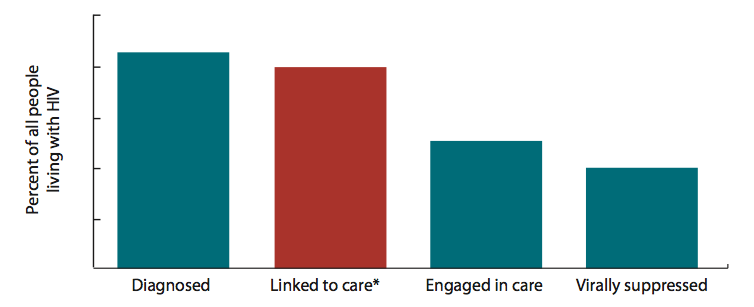 Percent of all people
living with HIV
Diagnosed
Linked to care*
Engaged in care
Virally suppressed